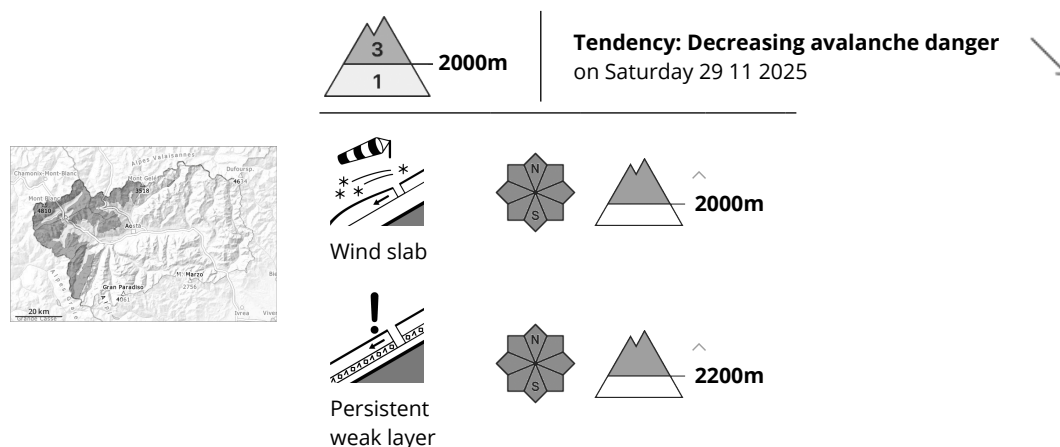 3
2000m
1
Tendency: Decreasing avalanche danger
on Saturday 29 11 2025
Alpes Valaisannes
Chamonix-Mont-Blanc
Mont Gelé
3518
Dufoursp.
4634
Mont Blanc
4810
Aosta
Gran Paradiso
4061
M. Marzo
2756
Ivrea
20 km
N
S
2000m
Wind slab
N
S
2200m
Persistent
weak layer